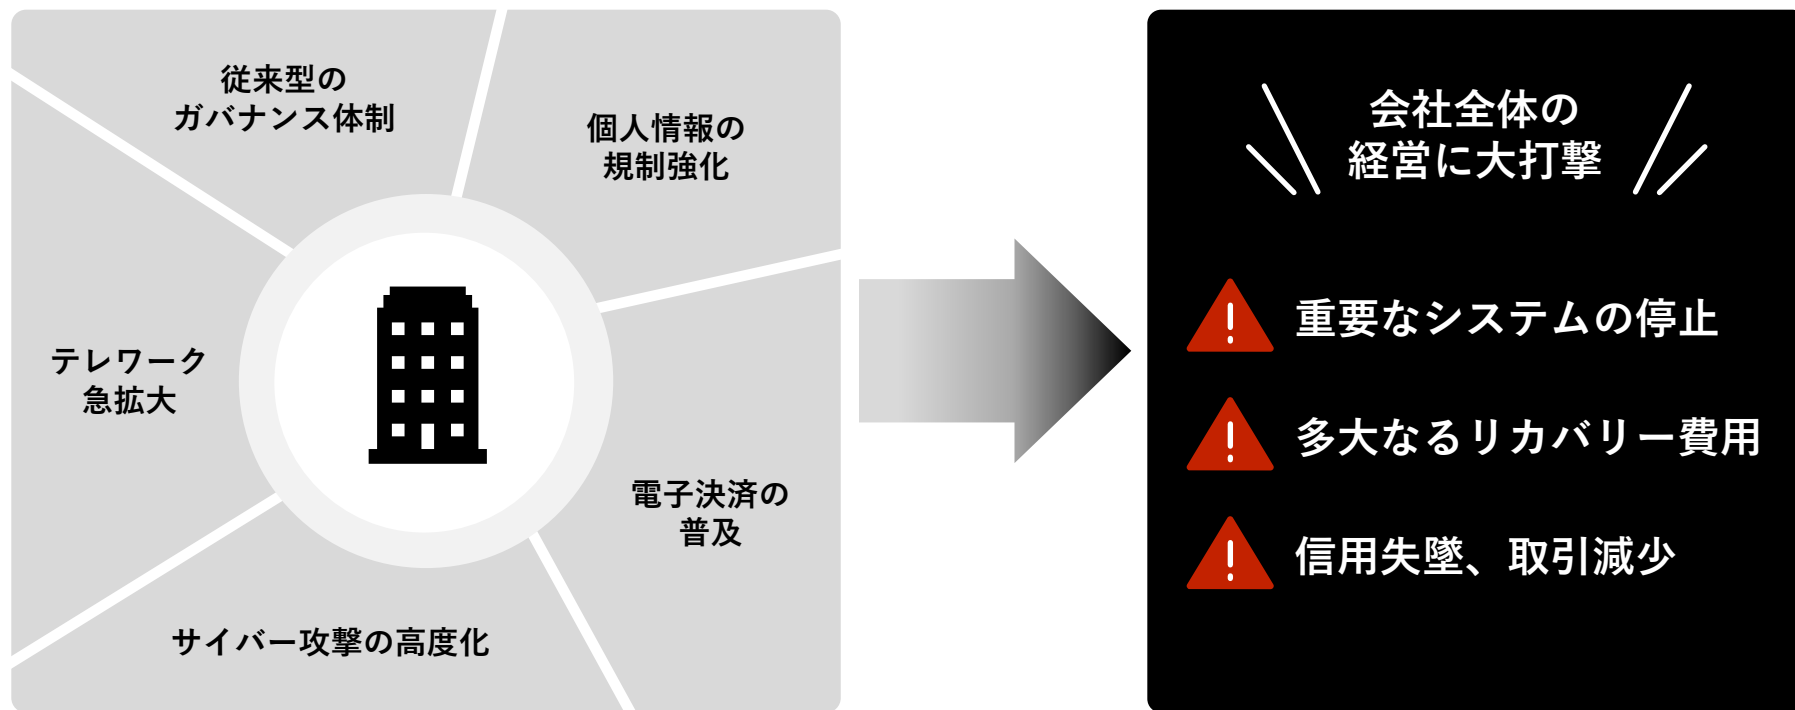 従来型の
ガバナンス体制
個人情報の
規制強化
テレワーク
急拡大
電子決済の
普及
サイバー攻撃の高度化
会社全体の
経営に大打撃
重要なシステムの停止
多大なるリカバリー費用
信用失墜、取引減少